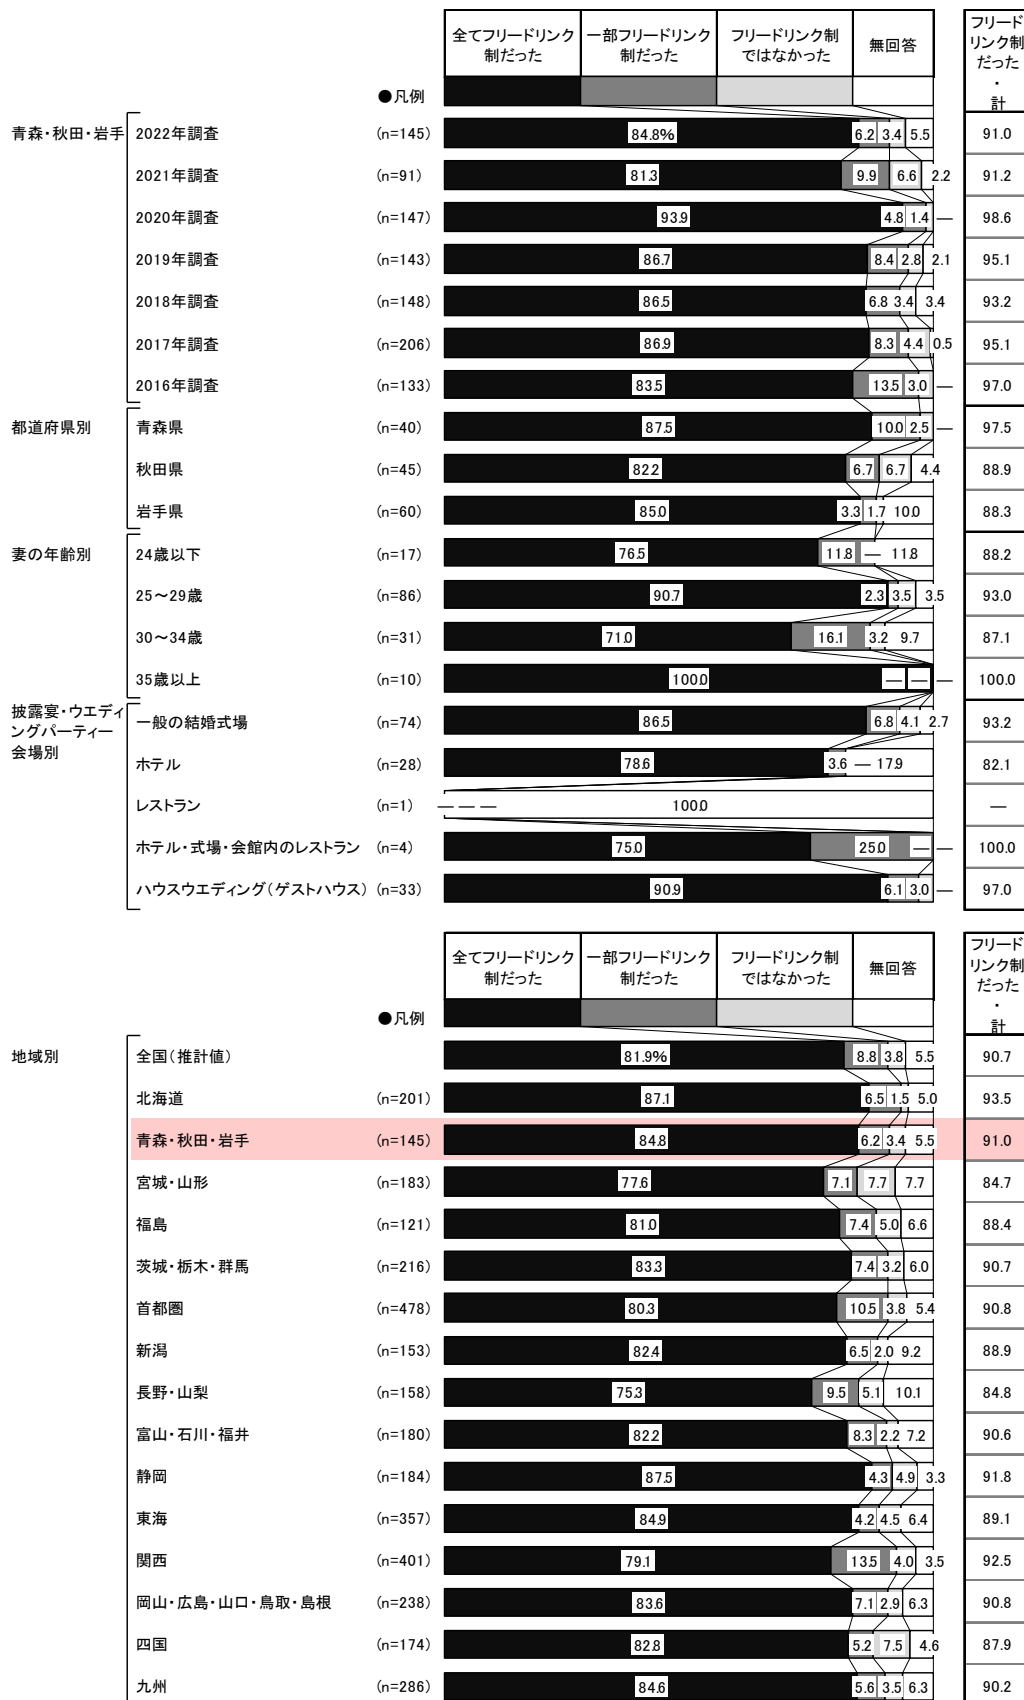 全てフリードリンク制だった 一部フリードリンク制だった フリードリンク制ではなかった 無回答 フリードリンク制だった・計
●凡例
青森・秋田・岩手 2022年調査 (n=145) 84.8% 6.2 3.4 5.5 91.0
2021年調査 (n=91) 81.3 9.9 6.6 2.2 91.2
2020年調査 (n=147) 93.9 4.8 1.4 — 98.6
2019年調査 (n=143) 86.7 8.4 2.8 2.1 95.1
2018年調査 (n=148) 86.5 6.8 3.4 3.4 93.2
2017年調査 (n=206) 86.9 8.3 4.4 0.5 95.1
2016年調査 (n=133) 83.5 13.5 3.0 — 97.0
都道府県別 青森県 (n=40) 87.5 10.0 2.5 — 97.5
秋田県 (n=45) 82.2 6.7 6.7 4.4 88.9
岩手県 (n=60) 85.0 3.3 1.7 10.0 88.3
妻の年齢別 24歳以下 (n=17) 76.5 11.8 — 11.8 88.2
25～29歳 (n=86) 90.7 2.3 3.5 3.5 93.0
30～34歳 (n=31) 71.0 16.1 3.2 9.7 87.1
35歳以上 (n=10) 100.0 — — — 100.0
披露宴・ウエディングパーティー会場別 一般の結婚式場 (n=74) 86.5 6.8 4.1 2.7 93.2
ホテル (n=28) 78.6 3.6 — 17.9 82.1
レストラン (n=1) — — — 100.0 —
ホテル・式場・会館内のレストラン (n=4) 75.0 25.0 — — 100.0
ハウスウエディング(ゲストハウス) (n=33) 90.9 6.1 3.0 — 97.0
全てフリードリンク制だった 一部フリードリンク制だった フリードリンク制ではなかった 無回答 フリードリンク制だった・計
●凡例
地域別 全国(推計値) 81.9% 8.8 3.8 5.5 90.7
北海道 (n=201) 87.1 6.5 1.5 5.0 93.5
青森・秋田・岩手 (n=145) 84.8 6.2 3.4 5.5 91.0
宮城・山形 (n=183) 77.6 7.1 7.7 7.7 84.7
福島 (n=121) 81.0 7.4 5.0 6.6 88.4
茨城・栃木・群馬 (n=216) 83.3 7.4 3.2 6.0 90.7
首都圏 (n=478) 80.3 10.5 3.8 5.4 90.8
新潟 (n=153) 82.4 6.5 2.0 9.2 88.9
長野・山梨 (n=158) 75.3 9.5 5.1 10.1 84.8
富山・石川・福井 (n=180) 82.2 8.3 2.2 7.2 90.6
静岡 (n=184) 87.5 4.3 4.9 3.3 91.8
東海 (n=357) 84.9 4.2 4.5 6.4 89.1
関西 (n=401) 79.1 13.5 4.0 3.5 92.5
岡山・広島・山口・鳥取・島根 (n=238) 83.6 7.1 2.9 6.3 90.8
四国 (n=174) 82.8 5.2 7.5 4.6 87.9
九州 (n=286) 84.6 5.6 3.5 6.3 90.2